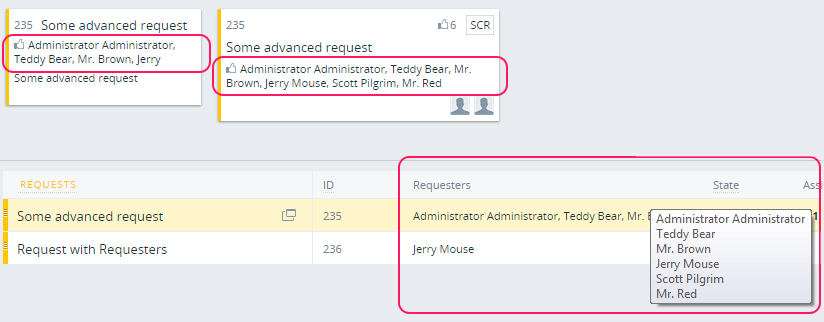 235 Some advanced request
Administrator Administrator,
Teddy Bear, Mr. Brown, Jerry
Some advanced request
235 6 SCR
Some advanced request
Administrator Administrator, Teddy Bear, Mr.
Brown, Jerry Mouse, Scott Pilgrim, Mr. Red
REQUESTS ID Requesters State Assi
Some advanced request 235 Administrator Administrator, Teddy Bear, Mr. 1
Request with Requesters 236 Jerry Mouse
Administrator Administrator
Teddy Bear
Mr. Brown
Jerry Mouse
Scott Pilgrim
Mr. Red